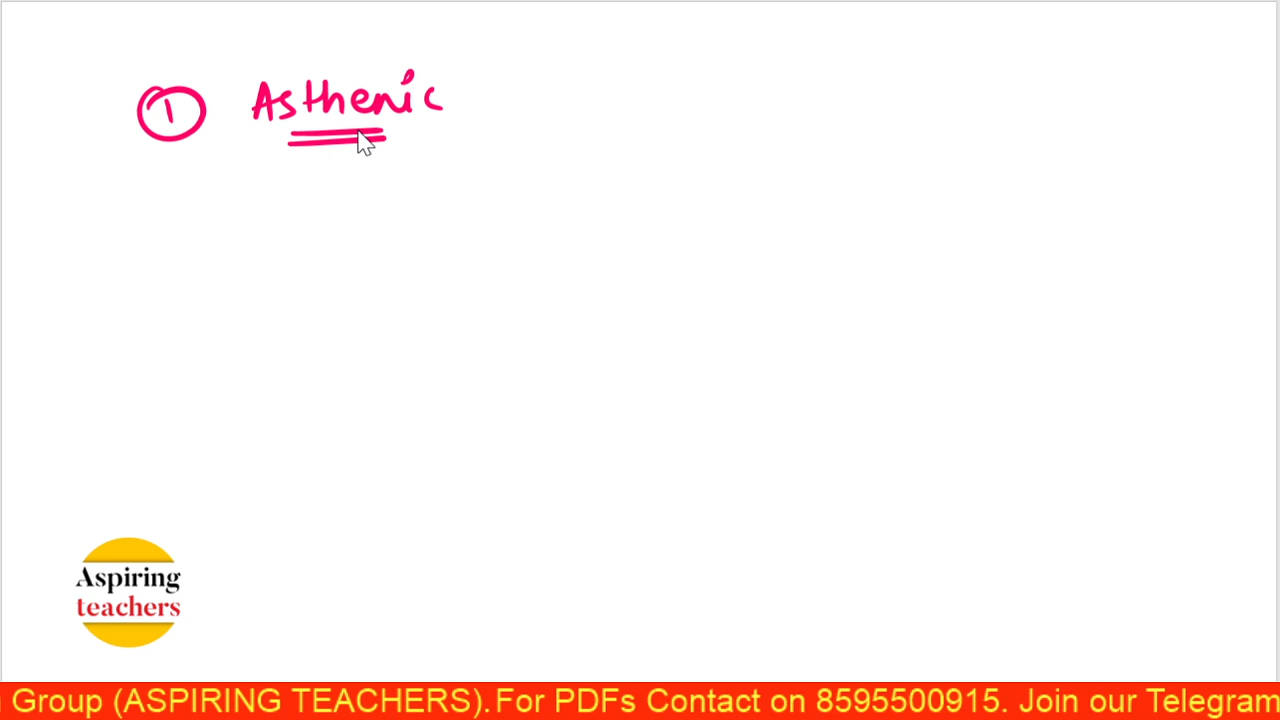 ① Asthenic
Aspiring
teachers
Group (ASPIRING TEACHERS).For PDFs Contact on 8595500915. Join our Telegram